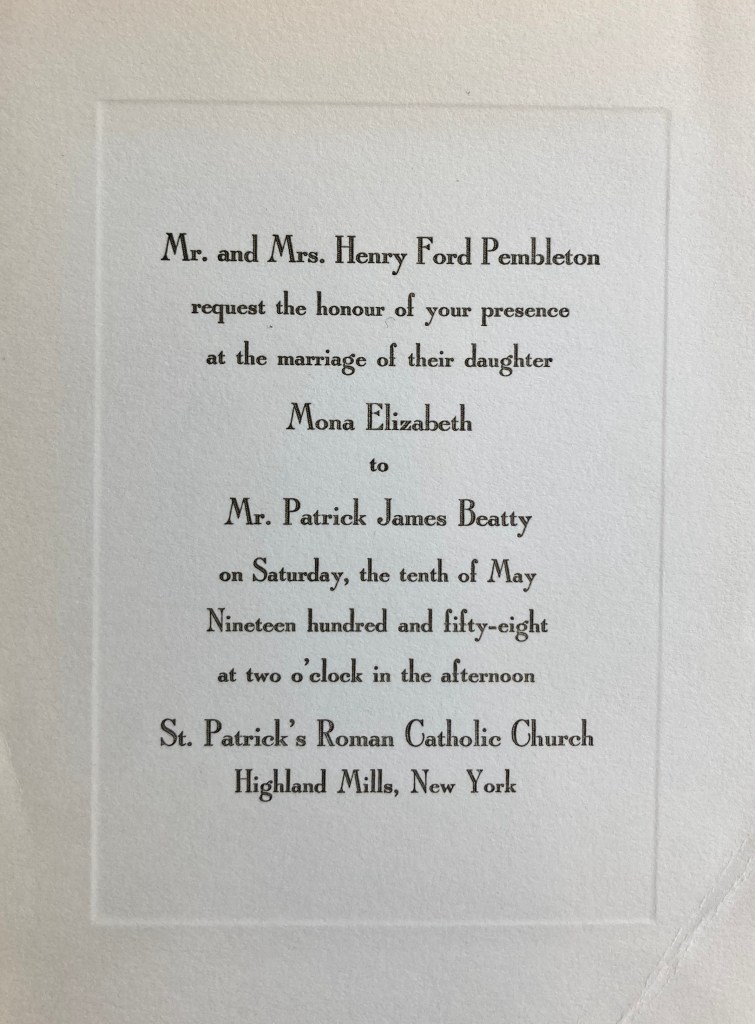 Mr. and Mrs. Henry Ford Pembleton
request the honour of your presence
at the marriage of their daughter
Mona Elizabeth
to
Mr. Patrick James Beatty
on Saturday, the tenth of May
Nineteen hundred and fifty-eight
at two o'clock in the afternoon
St. Patrick's Roman Catholic Church
Highland Mills, New York